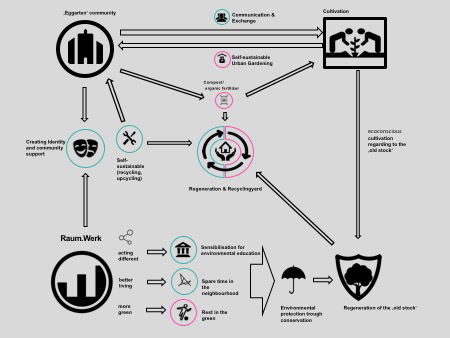 ‚Eggarten' community
Communication &
Exchange
Cultivation
Self-sustainable
Urban Gardening
Compost/
organic fertiliser
Creating Identity
and community
support
Self-
sustainable
(recycling,
upcycling)
ecoconscious
cultivation
regarding to the
‚old stock'
Regeneration & Recyclingyard
Raum.Werk
acting
different
Sensibilisation for
environmental education
better
living
Spare time in
the
neighbourhood
more
green
Rest in the
green
Environmental
protection trough
conservation
Regeneration of the ‚old stock'